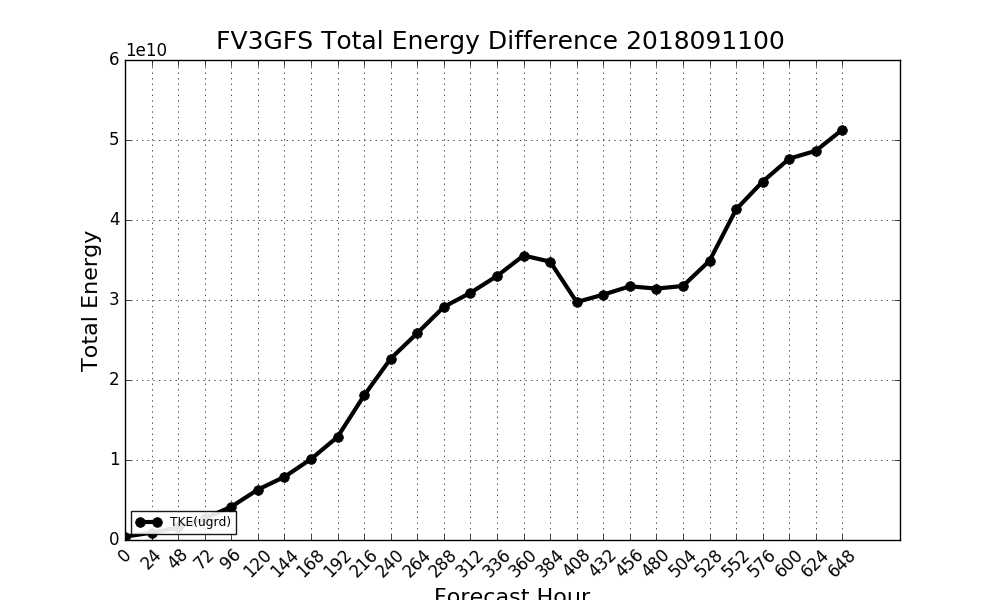 FV3GFS Total Energy Difference 2018091100
1e10
6
5
4
3
2
1
0
Total Energy
TKE(ugrd)
0 24 48 72 96 120 144 168 192 216 240 264 288 312 336 360 384 408 432 456 480 504 528 552 576 600 624 648
Forecast Hour